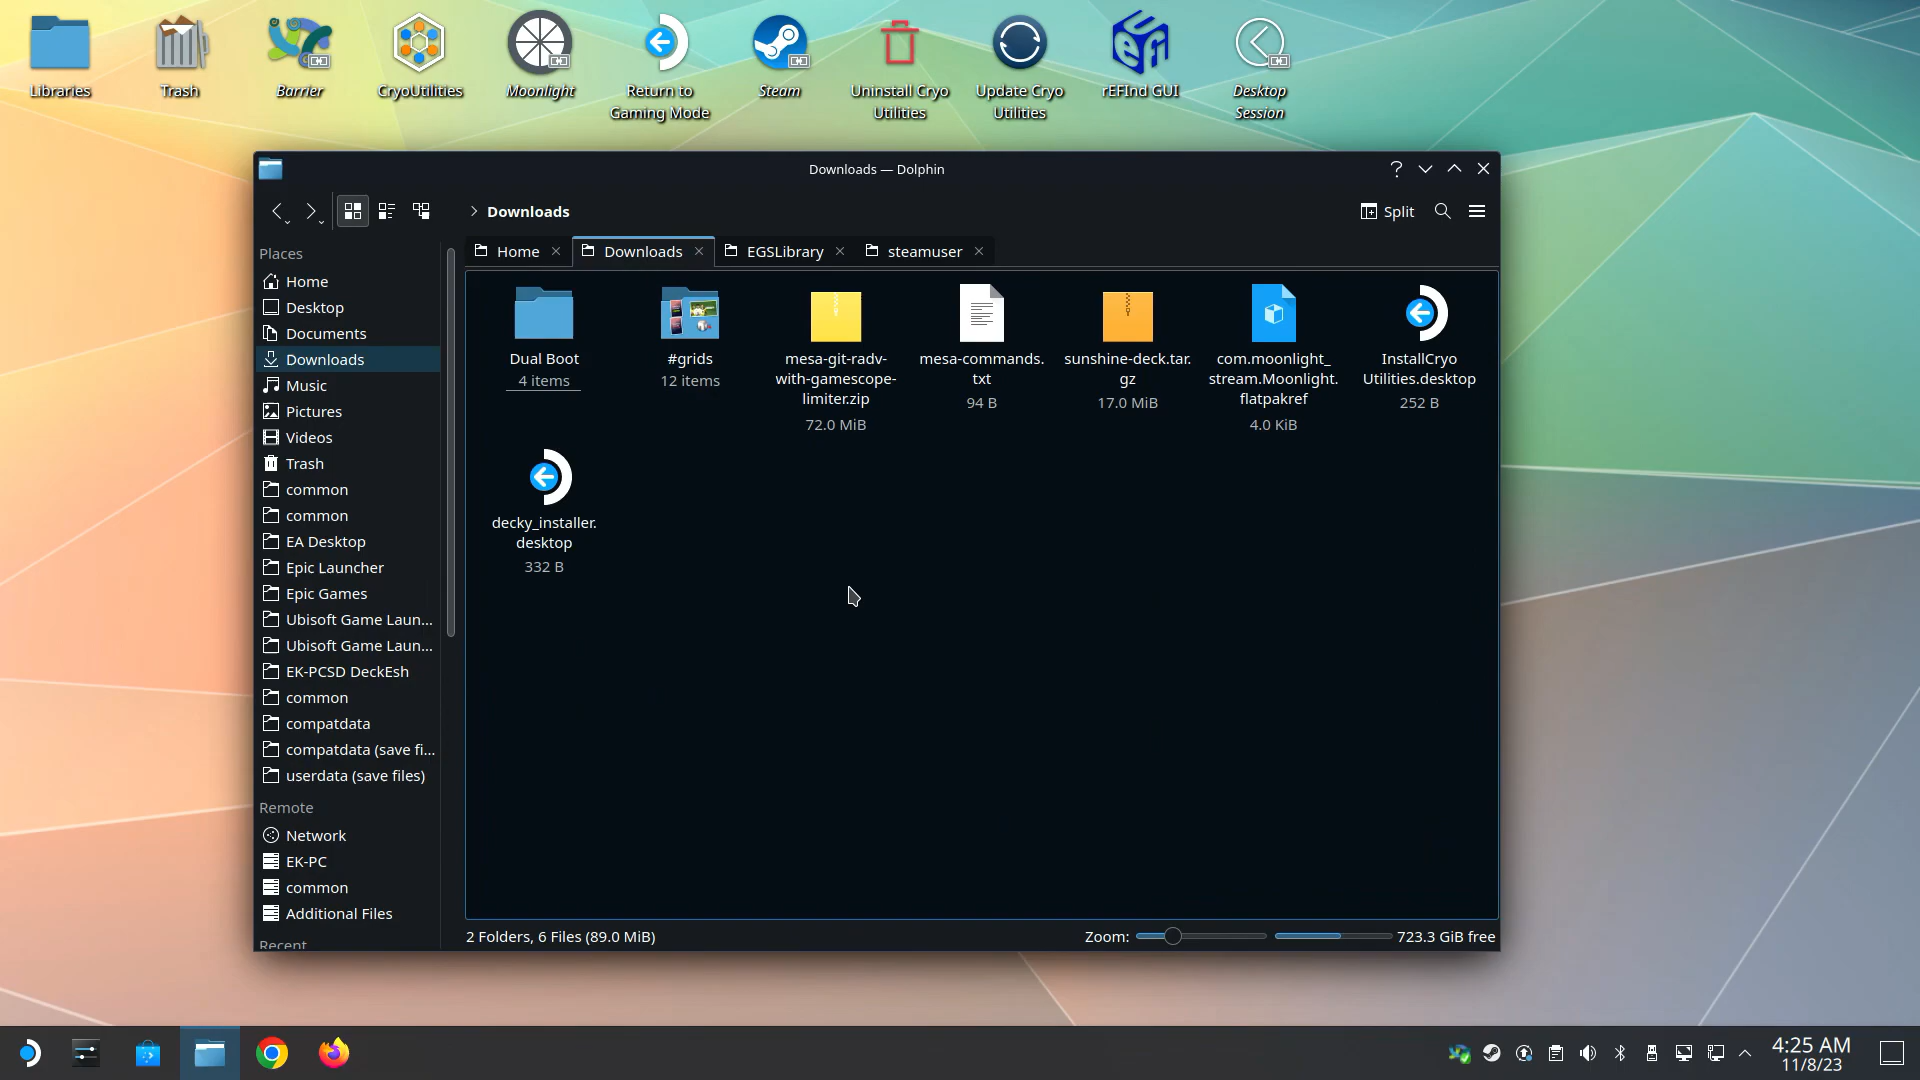 Libraries
Trash
Barrier
CryoUtilities
Moonlight
Return to
Gaming Mode
Steam
Uninstall Cryo
Utilities
Update Cryo
Utilities
rEFInd GUI
Desktop
Session
Downloads — Dolphin
Downloads
Split
Places
Home
Desktop
Documents
Downloads
Music
Pictures
Videos
Trash
common
common
EA Desktop
Epic Launcher
Epic Games
Ubisoft Game Laun...
Ubisoft Game Laun...
EK-PCSD DeckEsh
common
compatdata
compatdata (save fi...
userdata (save files)
Remote
Network
EK-PC
common
Additional Files
Recent
Home
Downloads
EGSLibrary
steamuser
Dual Boot
4 items
#grids
12 items
mesa-git-radv-
with-gamescope-
limiter.zip
72.0 MiB
mesa-commands.
txt
94 B
sunshine-deck.tar.
gz
17.0 MiB
com.moonlight_
stream.Moonlight.
flatpakref
4.0 KiB
InstallCryo
Utilities.desktop
252 B
decky_installer.
desktop
332 B
2 Folders, 6 Files (89.0 MiB)
Zoom:
723.3 GiB free
4:25 AM
11/8/23